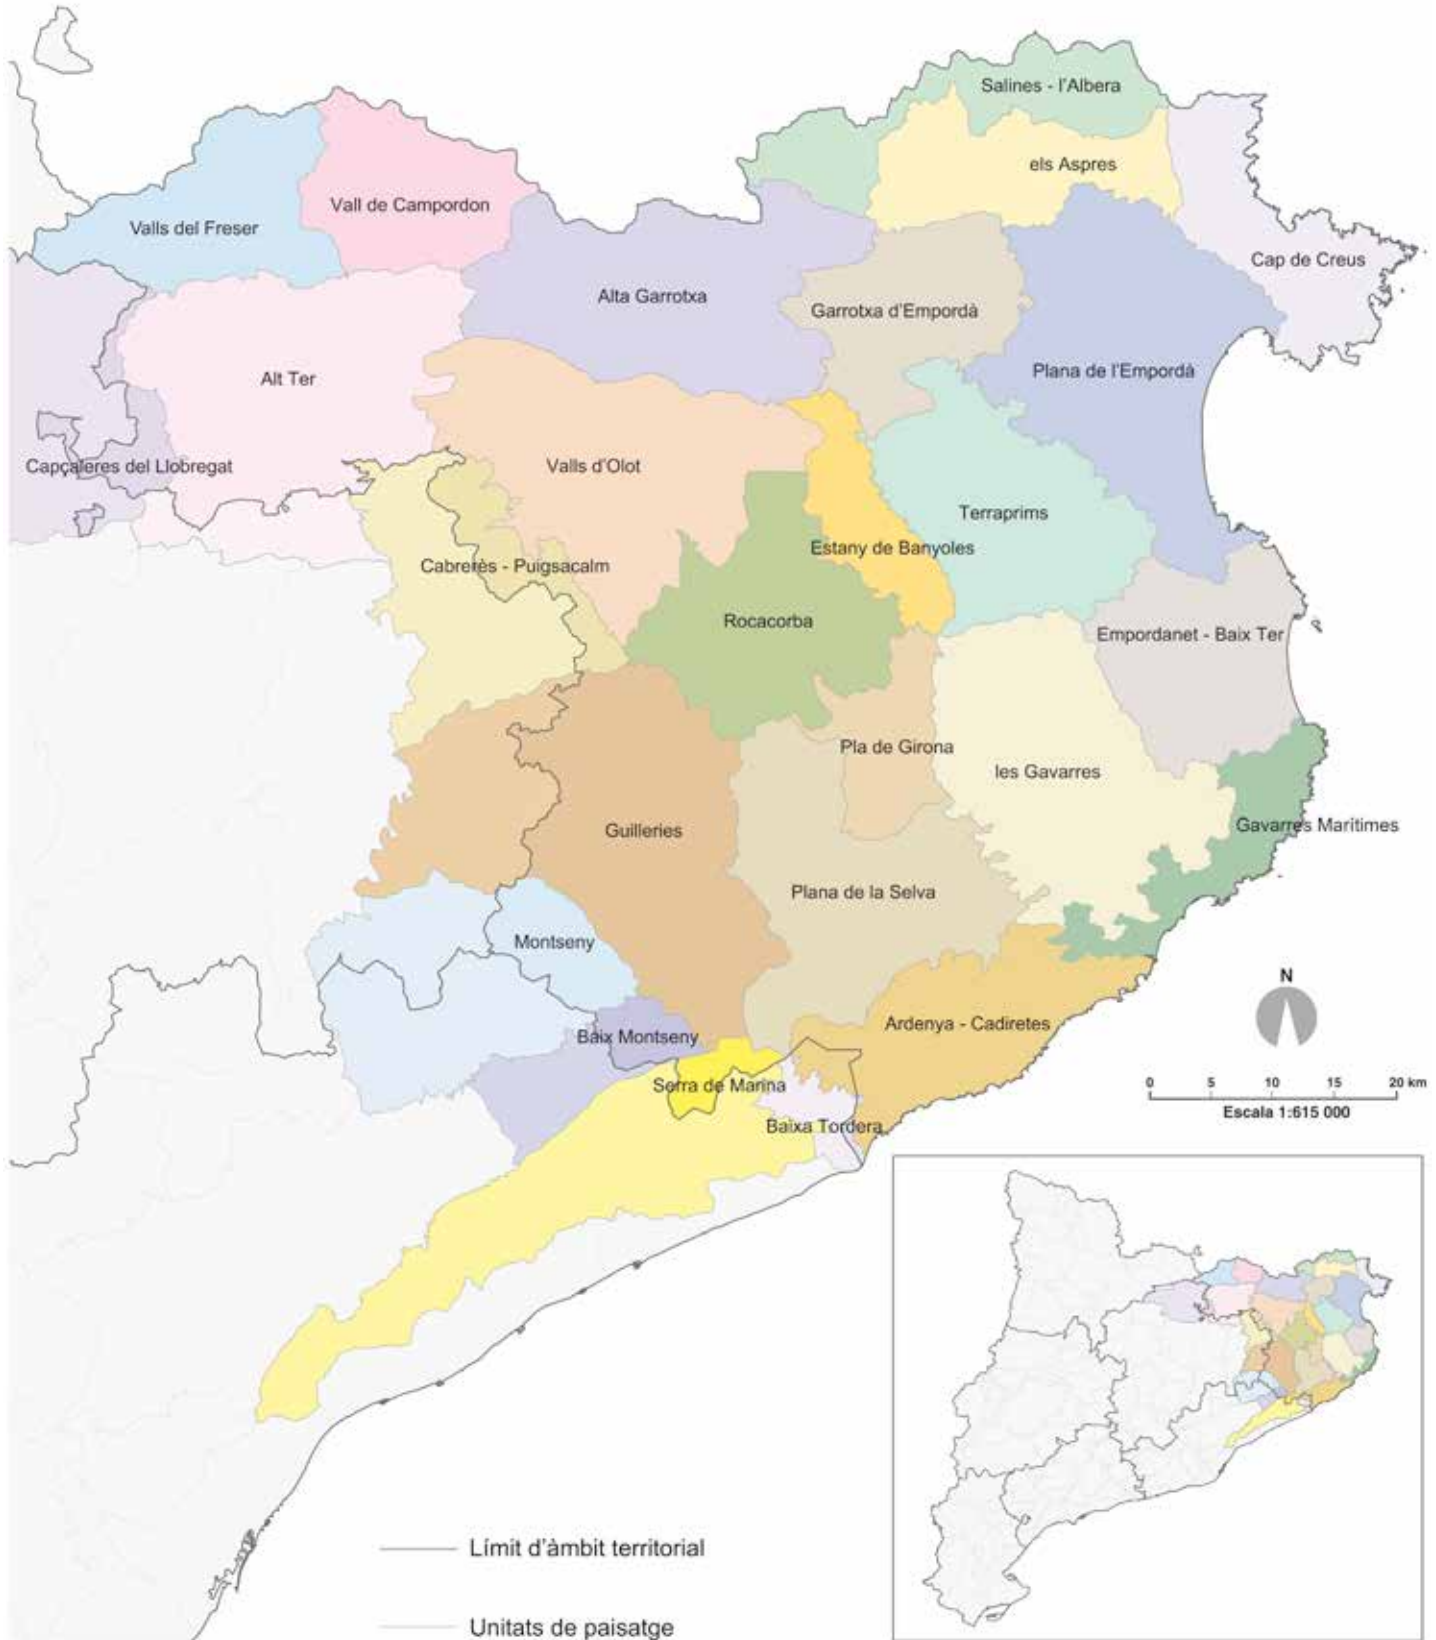 Salines - l'Albera
els Aspres
Vall de Campordon
Valls del Freser
Cap de Creus
Alta Garrotxa
Garrotxa d'Empordà
Plana de l'Empordà
Alt Ter
Capçaleres del Llobregat
Valls d'Olot
Terraprims
Estany de Banyoles
Cabrerès - Puigsacalm
Rocacorba
Empordanet - Baix Ter
Pla de Girona
les Gavarres
Guilleries
Gavarres Marítimes
Plana de la Selva
Montseny
N
Ardenya - Cadiretes
Baix Montseny
Serra de Marina
0 5 10 15 20 km
Escala 1:615 000
Baixa Tordera
Límit d'àmbit territorial
Unitats de paisatge